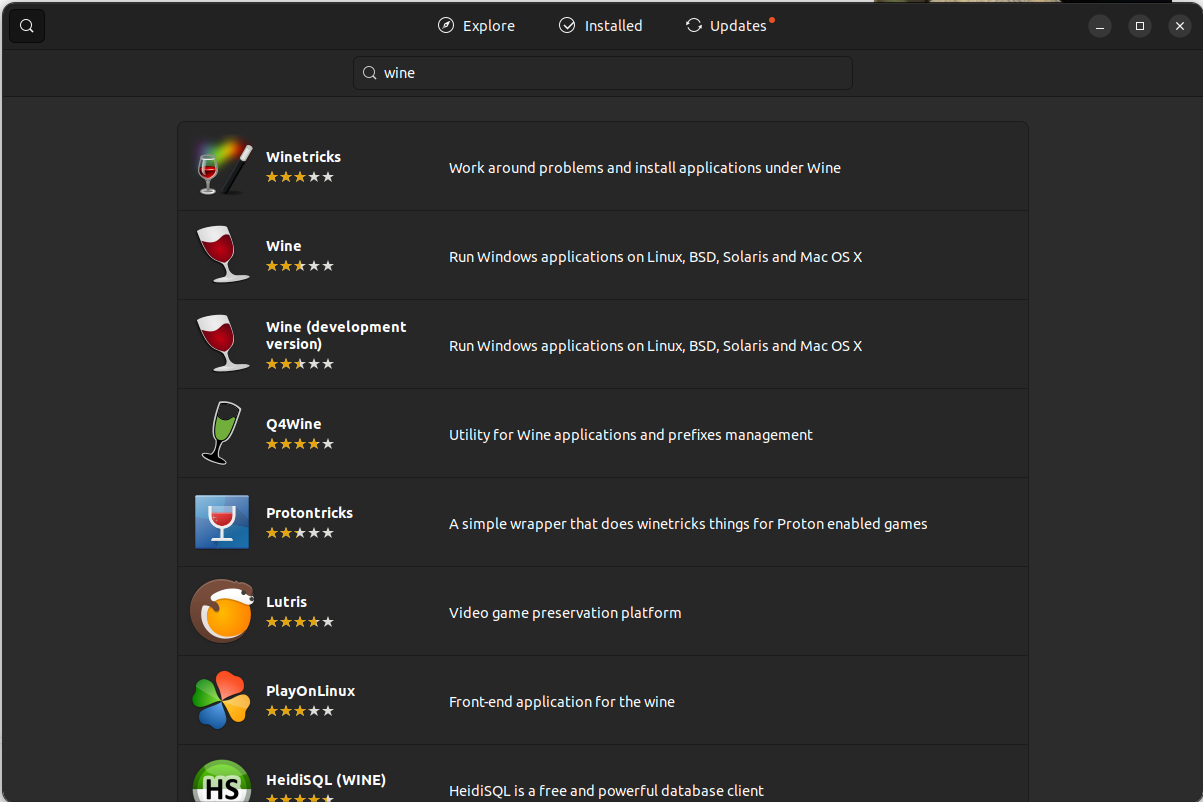 Explore
Installed
Updates
wine
Winetricks
Work around problems and install applications under Wine
Wine
Run Windows applications on Linux, BSD, Solaris and Mac OS X
Wine (development
version)
Run Windows applications on Linux, BSD, Solaris and Mac OS X
Q4Wine
Utility for Wine applications and prefixes management
Protontricks
A simple wrapper that does winetricks things for Proton enabled games
Lutris
Video game preservation platform
PlayOnLinux
Front-end application for the wine
HS
HeidiSQL (WINE)
HeidiSQL is a free and powerful database client